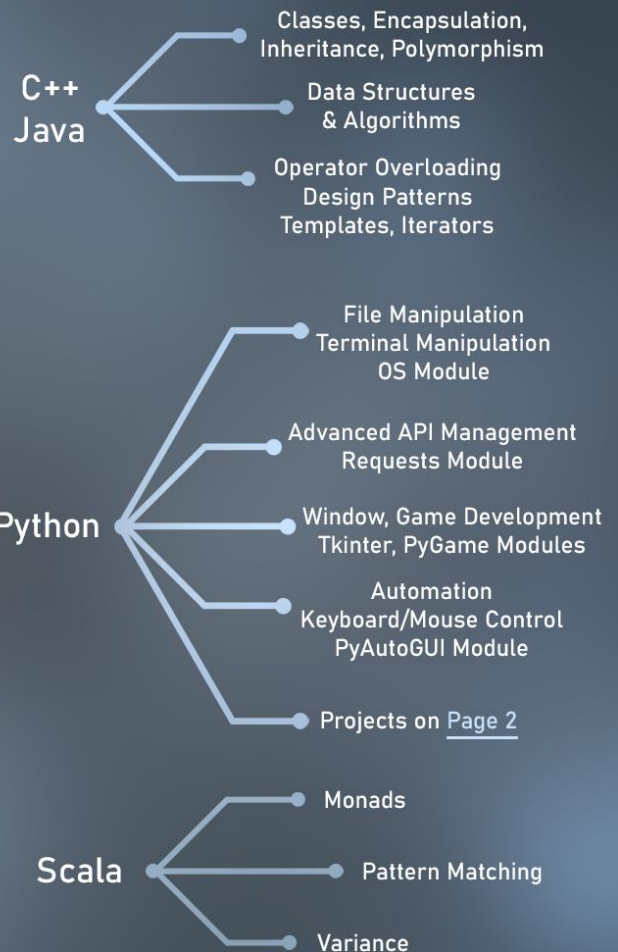 C++
Java
Classes, Encapsulation,
Inheritance, Polymorphism
Data Structures
& Algorithms
Operator Overloading
Design Patterns
Templates, Iterators
Python
File Manipulation
Terminal Manipulation
OS Module
Advanced API Management
Requests Module
Window, Game Development
Tkinter, PyGame Modules
Automation
Keyboard/Mouse Control
PyAutoGUI Module
Projects on Page 2
Scala
Monads
Pattern Matching
Variance